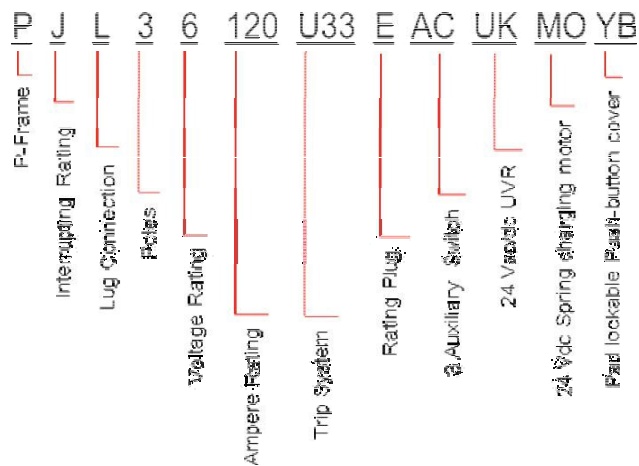 P J L 3 6 120 U33 E AC UK MO YB
P-Frame
Interrupting Rating
Lug Connection
Poles
Voltage Rating
Ampere Rating
Trip System
Rating Plug
Auxiliary Switch
24 Vac/dc UVR
24 Vdc Spring charging motor
Pad lockable Push-button cover